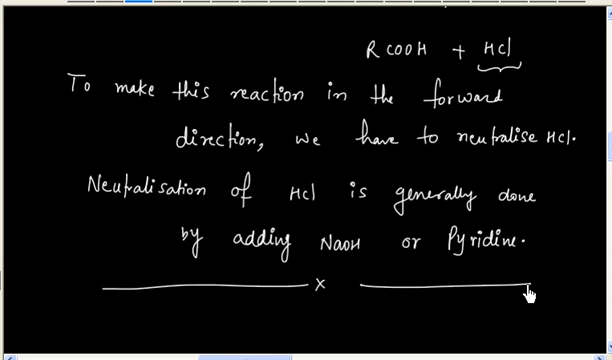 RCOOH + HCl
To make this reaction in the forward
direction, we have to neutralise HCl.
Neutralisation of HCl is generally done
by adding NaOH or Pyridine.
x